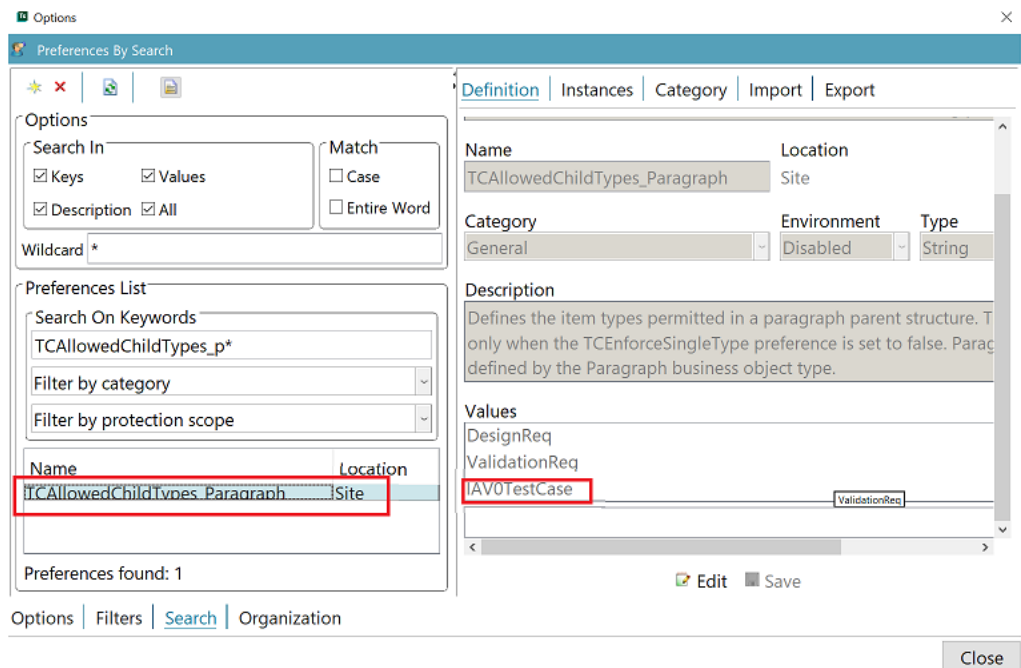 Options
Preferences By Search
Options
Search In
Keys Values
Description All
Match
Case
Entire Word
Wildcard *
Preferences List
Search On Keywords
TCAllowedChildTypes_p*
Filter by category
Filter by protection scope
Name Location
TCAllowedChildTypes_Paragraph Site
Preferences found: 1
Options Filters Search Organization
Definition Instances Category Import Export
Name Location
TCAllowedChildTypes_Paragraph Site
Category Environment Type
General Disabled String
Description
Defines the item types permitted in a paragraph parent structure. T
only when the TCEnforceSingleType preference is set to false. Parag
defined by the Paragraph business object type.
Values
DesignReq
ValidationReq
IAV0TestCase
ValidationReq
Edit Save
Close